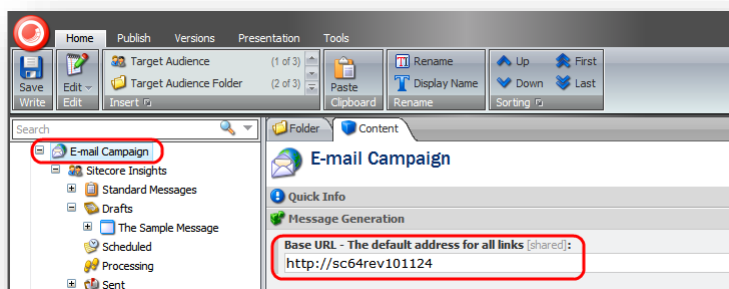 Home Publish Versions Presentation Tools
Save
Write
Edit
Edit
Target Audience (1 of 3)
Target Audience Folder (2 of 3)
Insert
Paste
Clipboard
Rename
Display Name
Rename
Up First
Down Last
Sorting
Search
E-mail Campaign
Sitecore Insights
Standard Messages
Drafts
The Sample Message
Scheduled
Processing
Sent
Folder Content
E-mail Campaign
Quick Info
Message Generation
Base URL - The default address for all links [shared]:
http://sc64rev101124